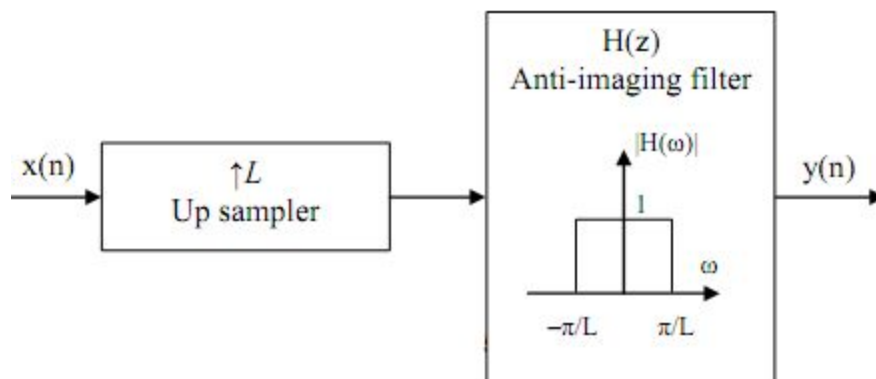 H(z)
Anti-imaging filter
x(n)
↑L
Up sampler
|H(ω)|
y(n)
1
ω
−π/L
π/L